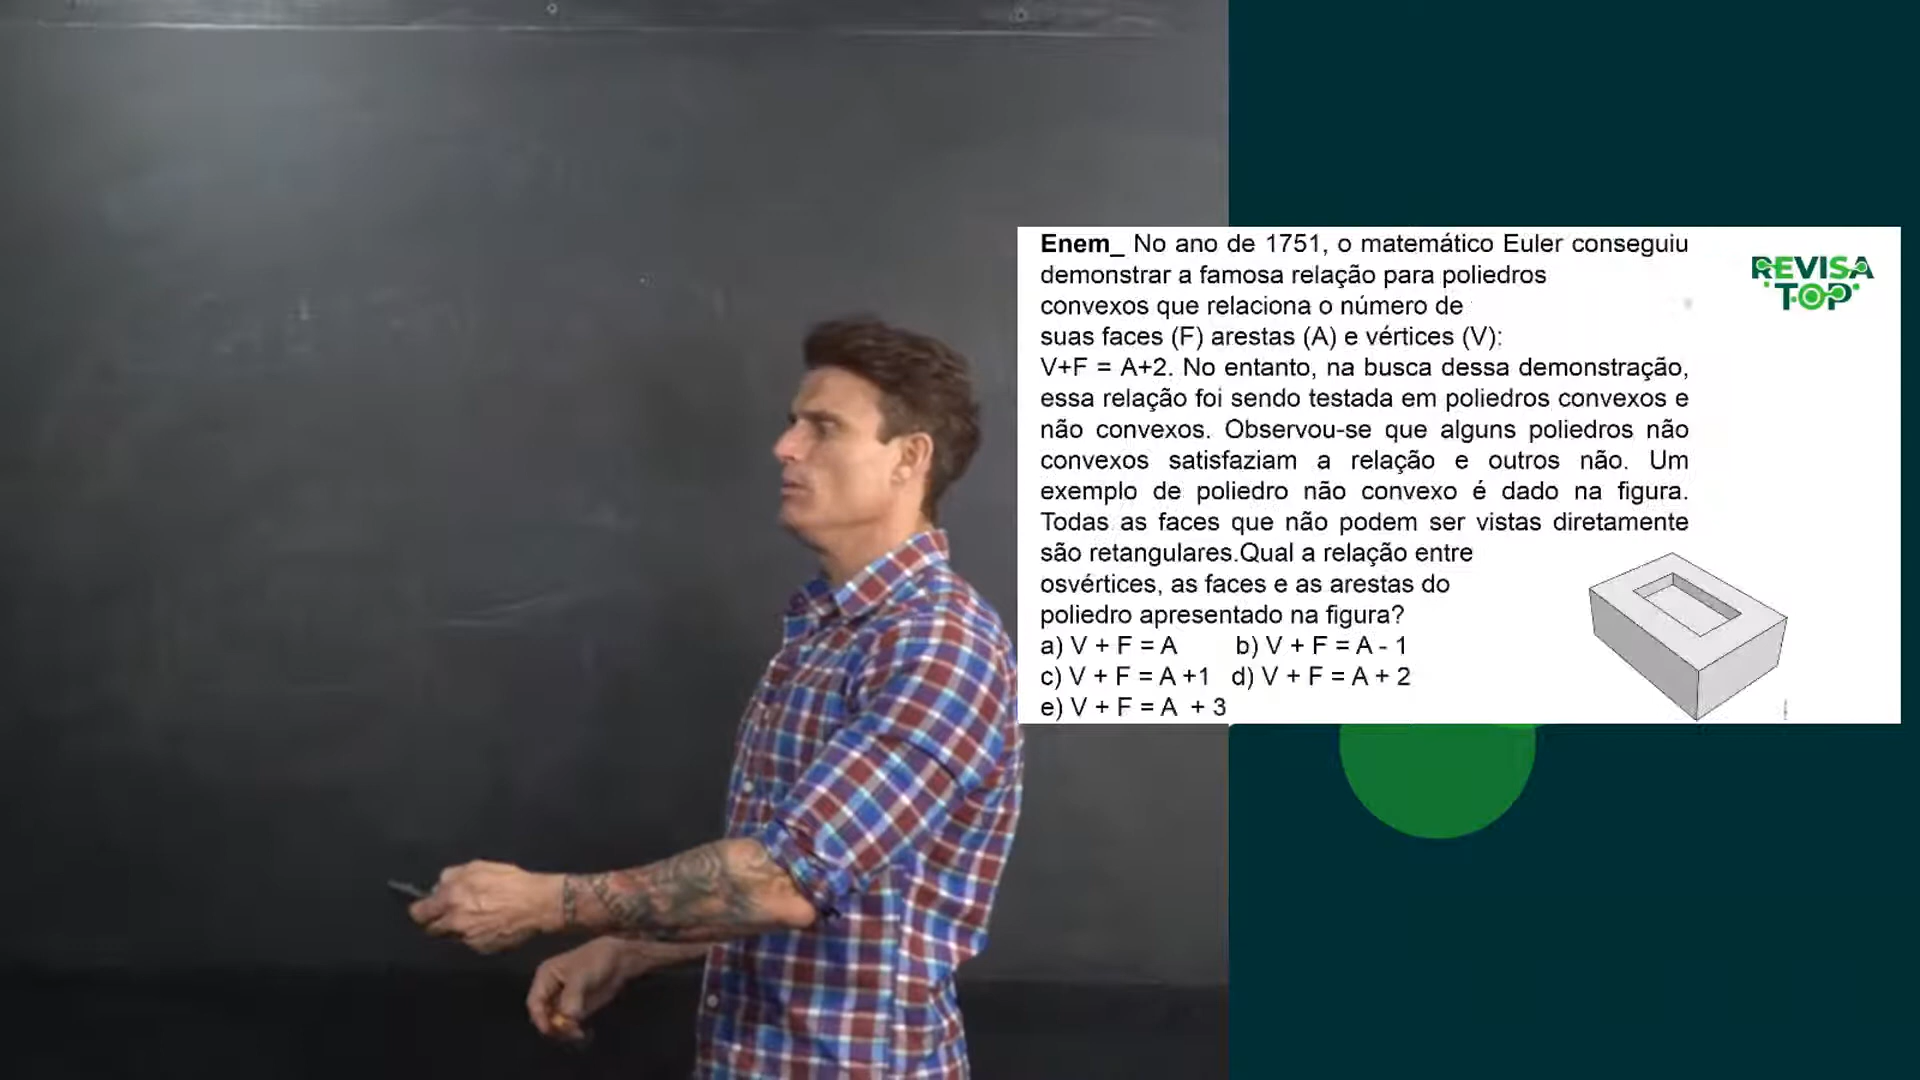 Enem_ No ano de 1751, o matemático Euler conseguiu
demonstrar a famosa relação para poliedros
convexos que relaciona o número de
suas faces (F) arestas (A) e vértices (V):
V+F = A+2. No entanto, na busca dessa demonstração,
essa relação foi sendo testada em poliedros convexos e
não convexos. Observou-se que alguns poliedros não
convexos satisfaziam a relação e outros não. Um
exemplo de poliedro não convexo é dado na figura.
Todas as faces que não podem ser vistas diretamente
são retangulares.Qual a relação entre
osvértices, as faces e as arestas do
poliedro apresentado na figura?
a) V + F = A b) V + F = A - 1
c) V + F = A +1 d) V + F = A + 2
e) V + F = A + 3
REVISA
TOP